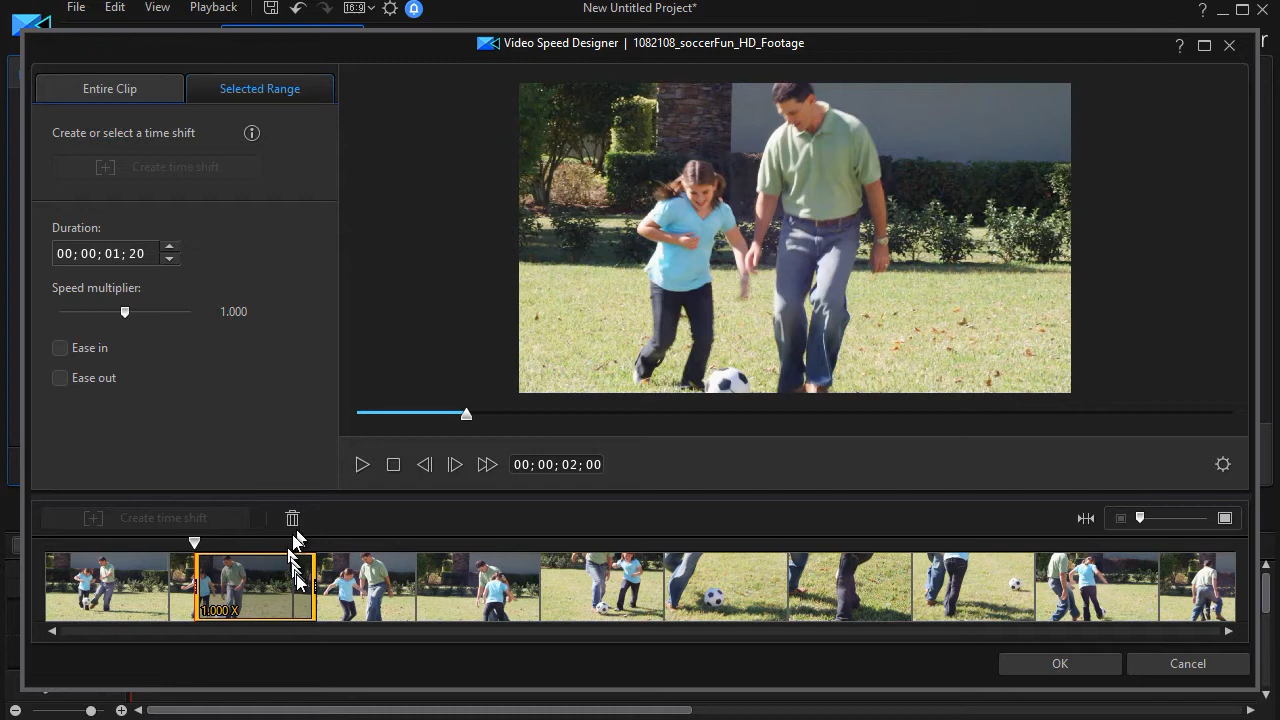 File Edit View Playback 16:9 New Untitled Project*
Video Speed Designer | 1082108_soccerFun_HD_Footage
Entire Clip Selected Range
Create or select a time shift
Create time shift
Duration:
00; 00; 01; 20
Speed multiplier:
1.000
Ease in
Ease out
00; 00; 02; 00
Create time shift
1.000 X
OK Cancel